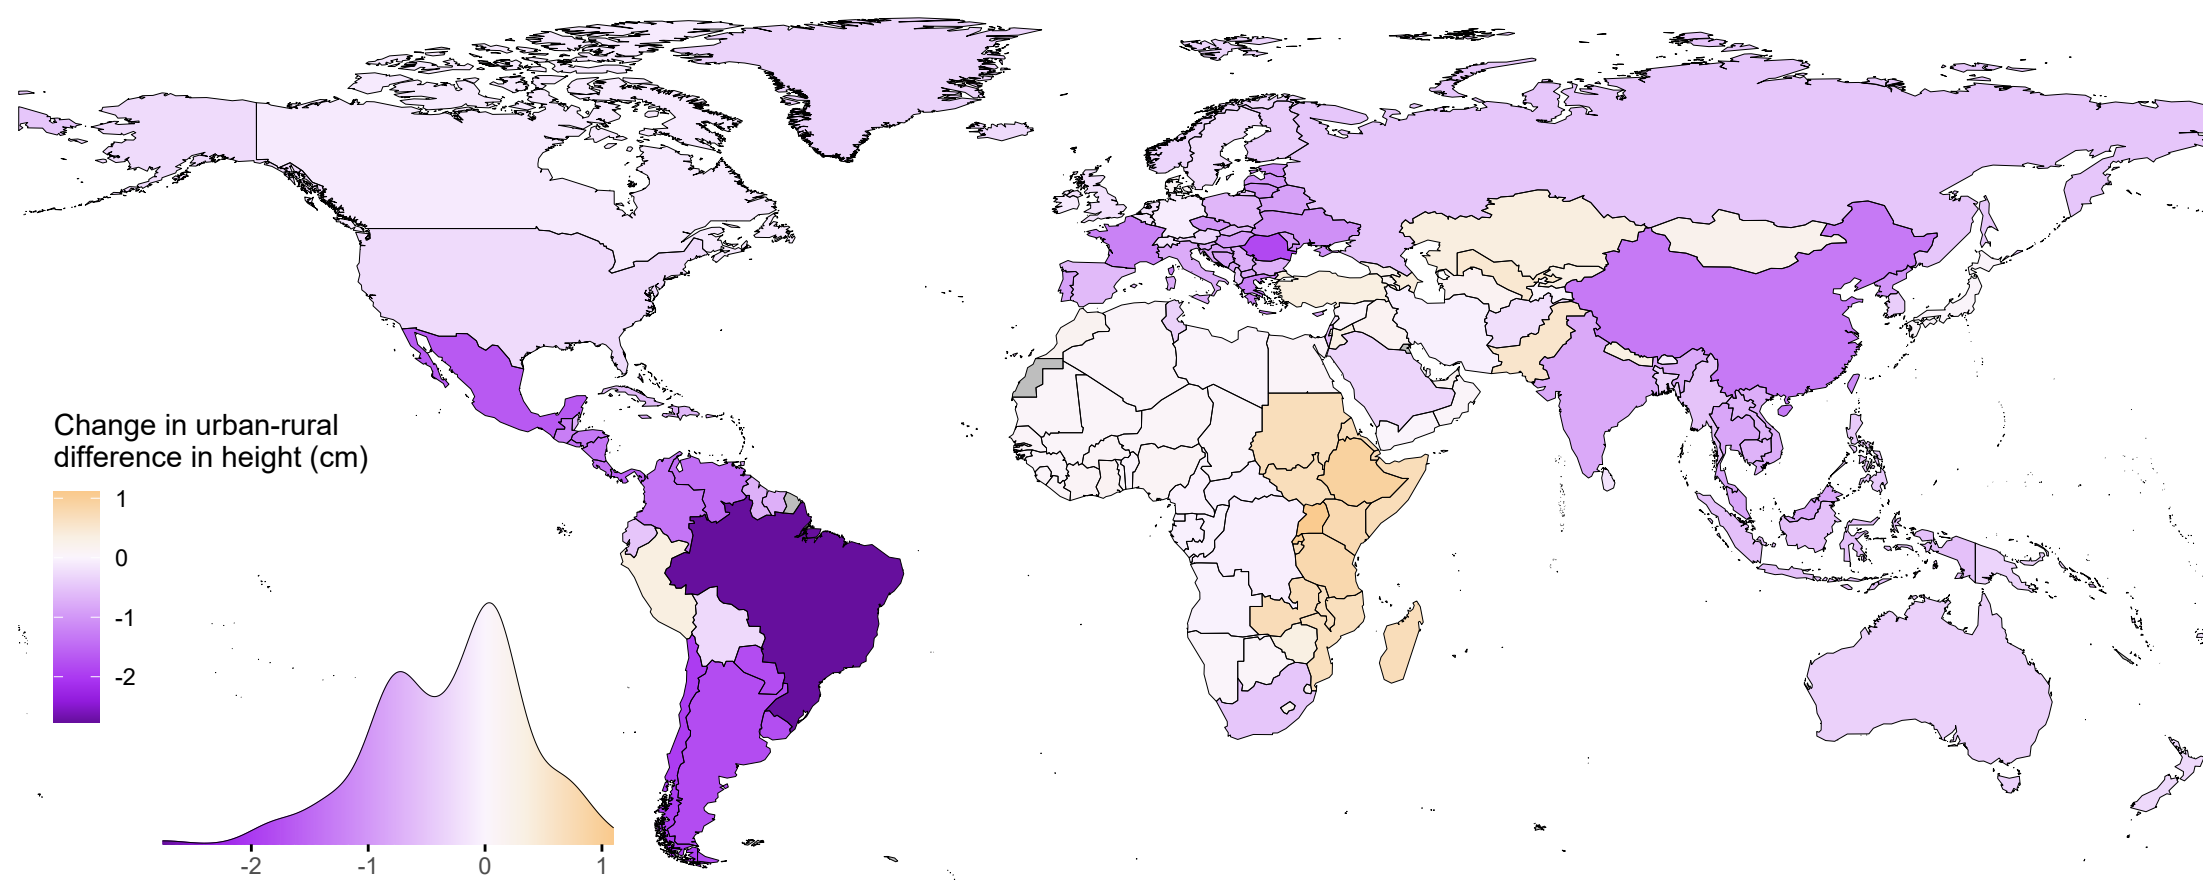 Change in urban-rural
difference in height (cm)
1
0
-1
-2
-2 -1 0 1